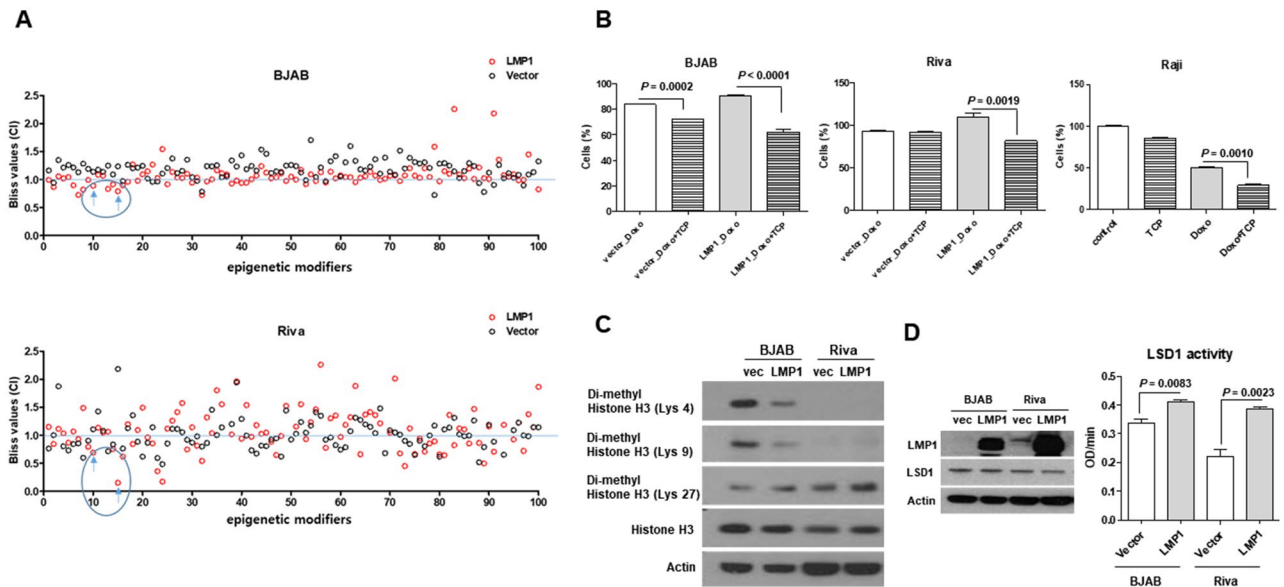 A
BJAB
LMP1
Vector
Bliss values (CI)
2.5
2.0
1.5
1.0
0.5
0.0
0 10 20 30 40 50 60 70 80 90 100
epigenetic modifiers
Riva
LMP1
Vector
Bliss values (CI)
2.5
2.0
1.5
1.0
0.5
0.0
0 10 20 30 40 50 60 70 80 90 100
epigenetic modifiers
B
BJAB
P = 0.0002
P < 0.0001
Cells (%)
100
80
60
40
20
0
vector_Doxo
vector_Doxo+TCP
LMP1_Doxo
LMP1_Doxo+TCP
Riva
P = 0.0019
Cells (%)
150
100
50
0
vector_Doxo
vector_Doxo+TCP
LMP1_Doxo
LMP1_Doxo+TCP
Raji
P = 0.0010
Cells (%)
150
100
50
0
control
TCP
Doxo
Doxo+TCP
C
BJAB Riva
vec LMP1 vec LMP1
Di-methyl
Histone H3 (Lys 4)
Di-methyl
Histone H3 (Lys 9)
Di-methyl
Histone H3 (Lys 27)
Histone H3
Actin
D
BJAB Riva
vec LMP1 vec LMP1
LMP1
LSD1
Actin
LSD1 activity
P = 0.0083
P = 0.0023
OD/min
0.5
0.4
0.3
0.2
0.1
0.0
Vector
LMP1
Vector
LMP1
BJAB Riva